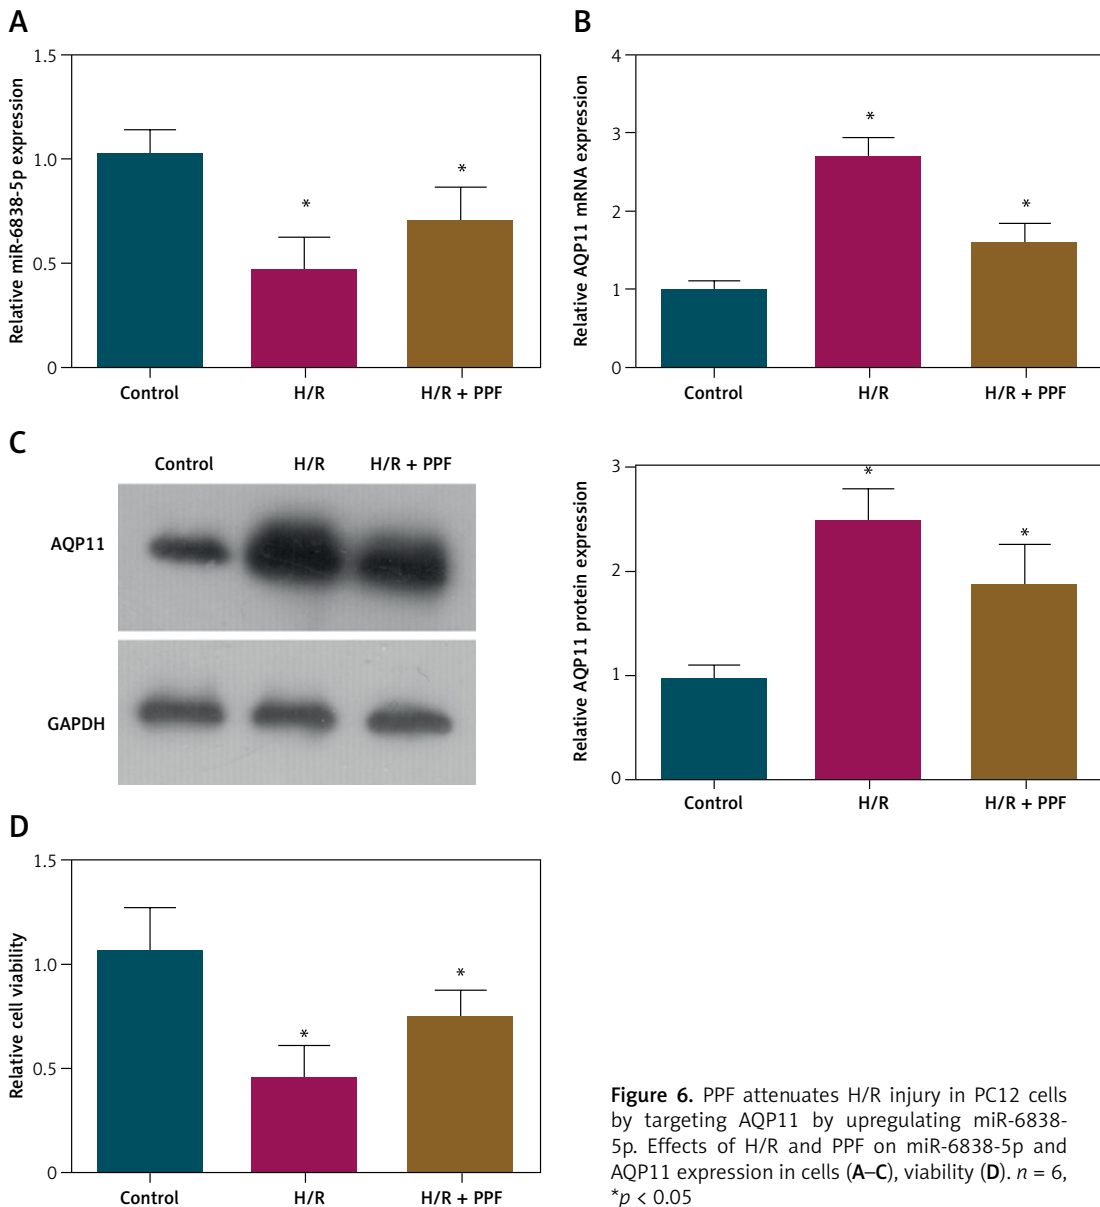 A
Relative miR-6838-5p expression
1.5
1.0
0.5
0
*
*
Control
H/R
H/R + PPF
B
Relative AQP11 mRNA expression
4
3
2
1
0
*
*
Control
H/R
H/R + PPF
C
Control
H/R
H/R + PPF
AQP11
GAPDH
Relative AQP11 protein expression
3
2
1
0
*
*
Control
H/R
H/R + PPF
D
Relative cell viability
1.5
1.0
0.5
0
*
*
Control
H/R
H/R + PPF
Figure 6. PPF attenuates H/R injury in PC12 cells
by targeting AQP11 by upregulating miR-6838-
5p. Effects of H/R and PPF on miR-6838-5p and
AQP11 expression in cells (A–C), viability (D). n = 6,
*p < 0.05